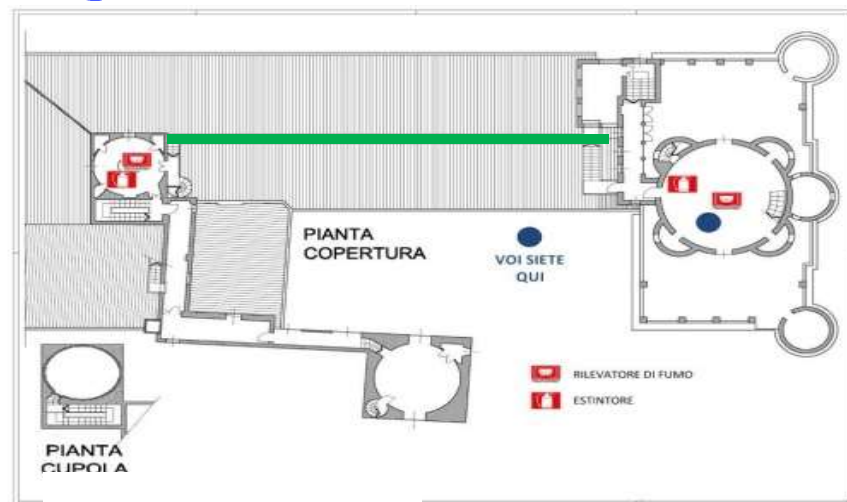 PIANTA
COPERTURA
VOI SIETE
QUI
RILEVATORE DI FUMO
ESTINTORE
PIANTA
CUPOLA